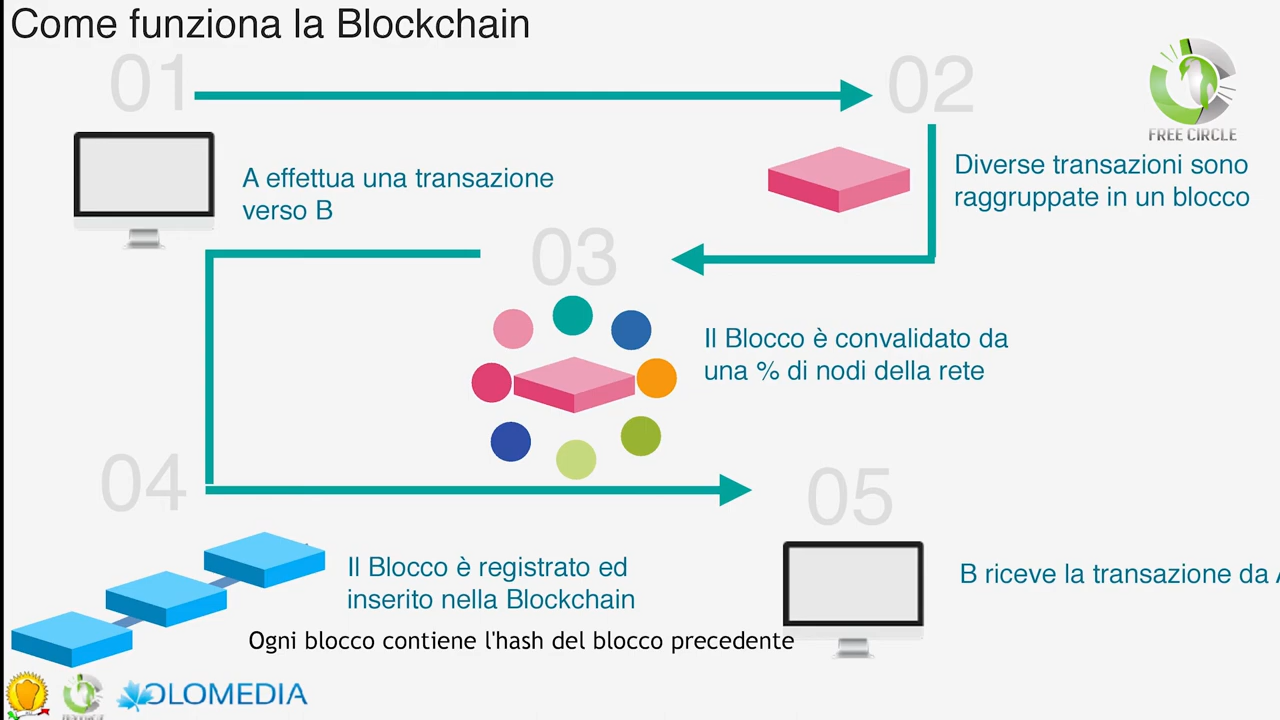 Come funziona la Blockchain
01
02
FREE CIRCLE
A effettua una transazione
verso B
Diverse transazioni sono
raggruppate in un blocco
03
Il Blocco è convalidato da
una % di nodi della rete
04
05
Il Blocco è registrato ed
inserito nella Blockchain
B riceve la transazione da A
Ogni blocco contiene l'hash del blocco precedente
OLOMEDIA